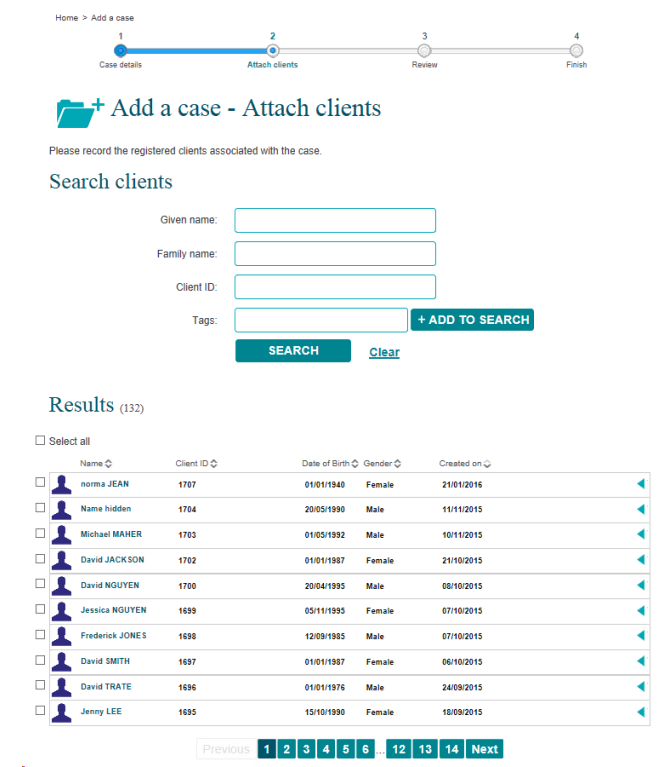 Home > Add a case
1 2 3 4
Case details Attach clients Review Finish
+ Add a case - Attach clients
Please record the registered clients associated with the case.
Search clients
Given name:
Family name:
Client ID:
Tags: + ADD TO SEARCH
SEARCH Clear
Results (132)
Select all
Name Client ID Date of Birth Gender Created on
norma JEAN 1707 01/01/1940 Female 21/01/2016
Name hidden 1704 20/05/1990 Male 11/11/2015
Michael MAHER 1703 01/05/1992 Male 10/11/2015
David JACKSON 1702 01/01/1987 Female 21/10/2015
David NGUYEN 1700 20/04/1995 Male 08/10/2015
Jessica NGUYEN 1699 05/11/1995 Female 07/10/2015
Frederick JONES 1698 12/09/1985 Male 07/10/2015
David SMITH 1697 01/01/1987 Female 06/10/2015
David TRATE 1696 01/01/1976 Male 24/09/2015
Jenny LEE 1695 15/10/1990 Female 18/09/2015
Previous 1 2 3 4 5 6 ... 12 13 14 Next